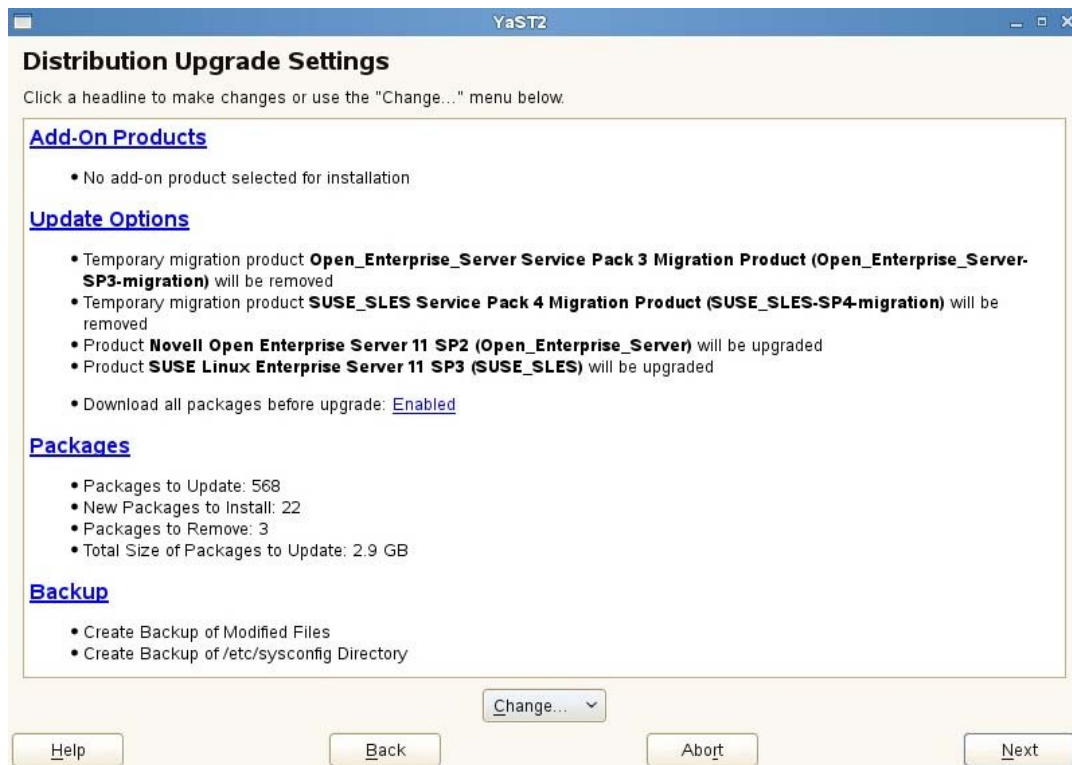 YaST2
Distribution Upgrade Settings
Click a headline to make changes or use the "Change..." menu below.
Add-On Products
• No add-on product selected for installation
Update Options
• Temporary migration product Open_Enterprise_Server Service Pack 3 Migration Product (Open_Enterprise_Server-
SP3-migration) will be removed
• Temporary migration product SUSE_SLES Service Pack 4 Migration Product (SUSE_SLES-SP4-migration) will be
removed
• Product Novell Open Enterprise Server 11 SP2 (Open_Enterprise_Server) will be upgraded
• Product SUSE Linux Enterprise Server 11 SP3 (SUSE_SLES) will be upgraded
• Download all packages before upgrade: Enabled
Packages
• Packages to Update: 568
• New Packages to Install: 22
• Packages to Remove: 3
• Total Size of Packages to Update: 2.9 GB
Backup
• Create Backup of Modified Files
• Create Backup of /etc/sysconfig Directory
Change...
Help Back Abort Next